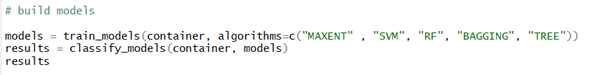 # build models
models = train_models(container, algorithms=c("MAXENT" , "SVM", "RF", "BAGGING", "TREE"))
results = classify_models(container, models)
results